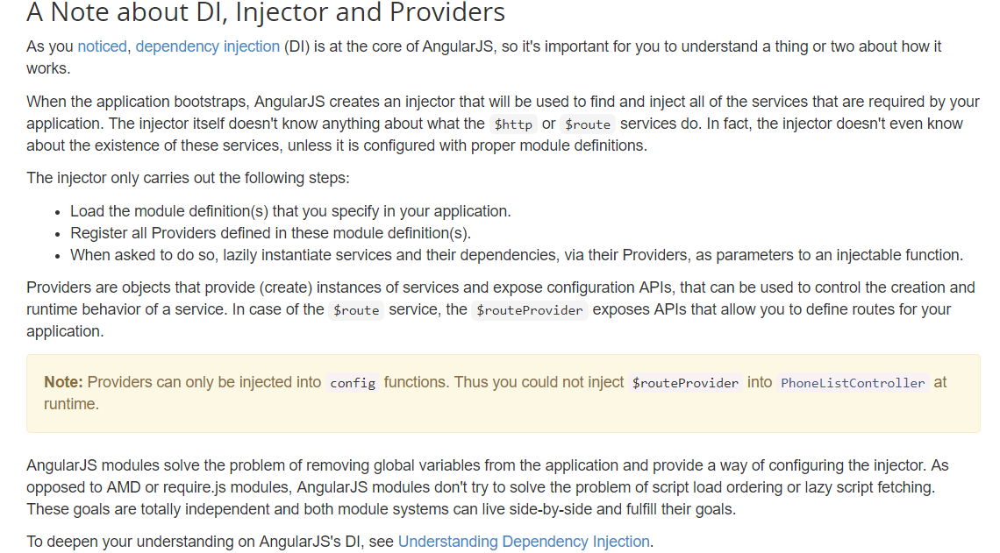 A Note about DI, Injector and Providers
As you noticed, dependency injection (DI) is at the core of AngularJS, so it's important for you to understand a thing or two about how it
works.
When the application bootstraps, AngularJS creates an injector that will be used to find and inject all of the services that are required by your
application. The injector itself doesn't know anything about what the $http or $route services do. In fact, the injector doesn't even know
about the existence of these services, unless it is configured with proper module definitions.
The injector only carries out the following steps:
• Load the module definition(s) that you specify in your application.
• Register all Providers defined in these module definition(s).
• When asked to do so, lazily instantiate services and their dependencies, via their Providers, as parameters to an injectable function.
Providers are objects that provide (create) instances of services and expose configuration APIs, that can be used to control the creation and
runtime behavior of a service. In case of the $route service, the $routeProvider exposes APIs that allow you to define routes for your
application.
Note: Providers can only be injected into config functions. Thus you could not inject $routeProvider into PhoneListController at
runtime.
AngularJS modules solve the problem of removing global variables from the application and provide a way of configuring the injector. As
opposed to AMD or require.js modules, AngularJS modules don't try to solve the problem of script load ordering or lazy script fetching.
These goals are totally independent and both module systems can live side-by-side and fulfill their goals.
To deepen your understanding on AngularJS's DI, see Understanding Dependency Injection.